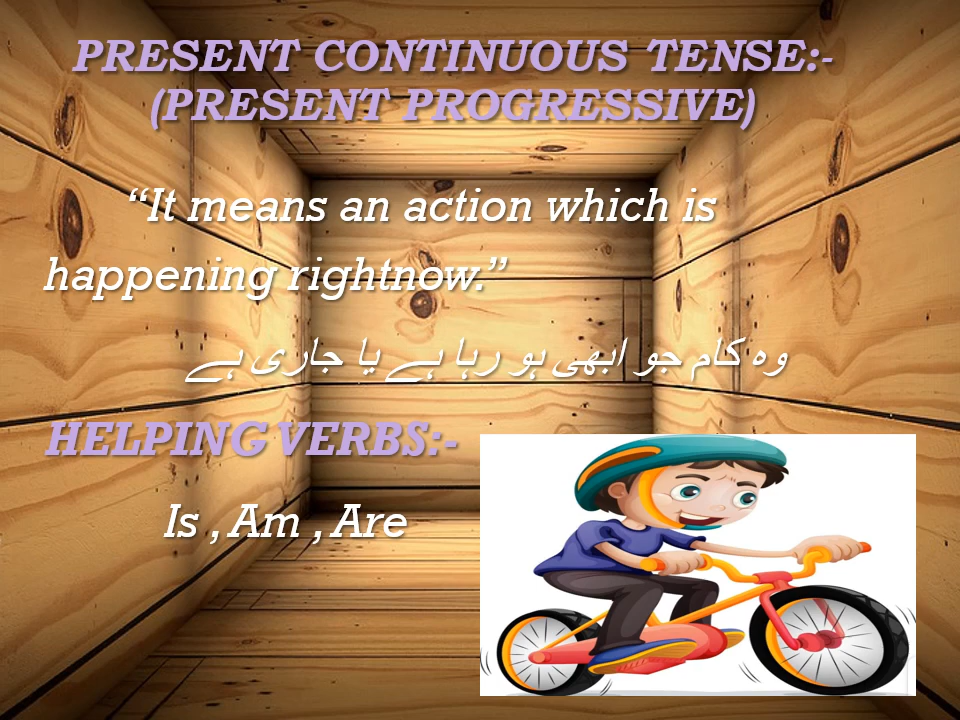 PRESENT CONTINUOUS TENSE:-
(PRESENT PROGRESSIVE)
“It means an action which is
happening rightnow.”
وہ کام جو ابھی ہو رہا ہے یا جاری ہے
HELPING VERBS:-
Is , Am , Are